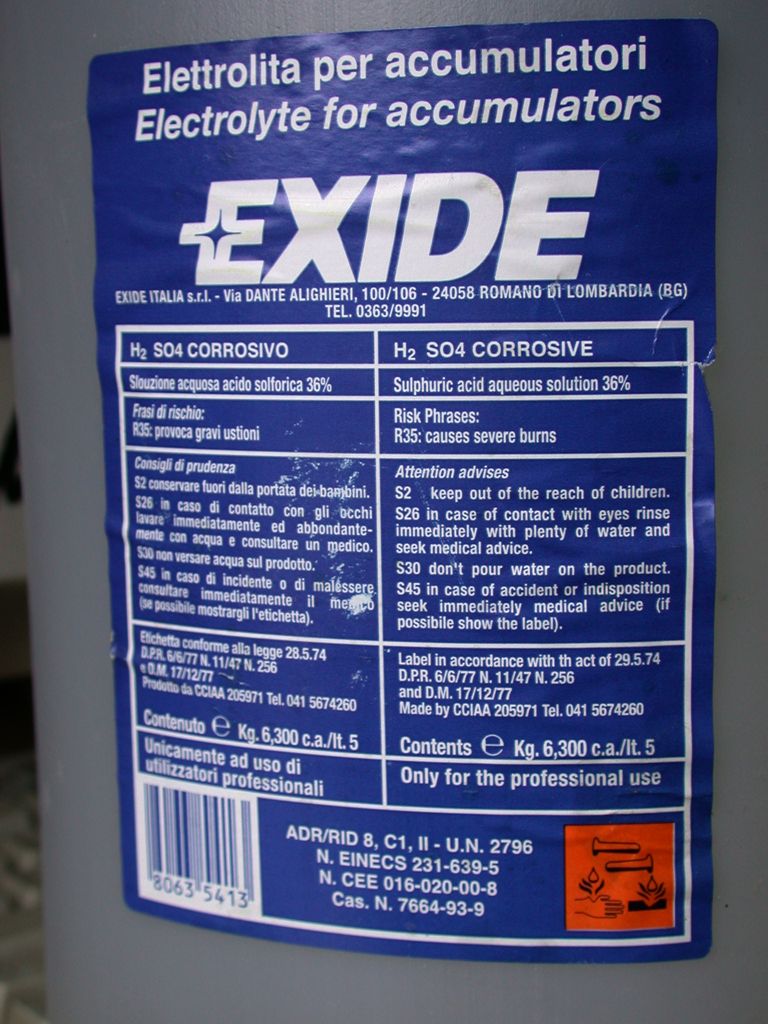 Elettrolita per accumulatori
Electrolyte for accumulators
EXIDE
EXIDE ITALIA s.r.l. - Via DANTE ALIGHIERI, 100/106 - 24058 ROMANO DI LOMBARDIA (BG)
TEL. 0363/9991
H2 SO4 CORROSIVO
Slouzione acquosa acido solforica 36%
Frasi di rischio:
R35: provoca gravi ustioni
Consigli di prudenza
S2 conservare fuori dalla portata dei bambini.
S26 in caso di contatto con gli occhi
lavare immediatamente ed abbondante-
mente con acqua e consultare un medico.
S30 non versare acqua sul prodotto.
S45 in caso di incidente o di malessere
consultare immediatamente il medico
(se possibile mostrargli l'etichetta).
Etichetta conforme alla legge 28.5.74
D.P.R. 6/6/77 N. 11/47 N. 256
e D.M. 17/12/77
Prodotto da CCIAA 205971 Tel. 041 5674260
Contenuto ℮ Kg. 6,300 c.a./lt. 5
Unicamente ad uso di
utilizzatori professionali
H2 SO4 CORROSIVE
Sulphuric acid aqueous solution 36%
Risk Phrases:
R35: causes severe burns
Attention advises
S2 keep out of the reach of children.
S26 in case of contact with eyes rinse
immediately with plenty of water and
seek medical advice.
S30 don't pour water on the product.
S45 in case of accident or indisposition
seek immediately medical advice (if
possibile show the label).
Label in accordance with th act of 29.5.74
D.P.R. 6/6/77 N. 11/47 N. 256
and D.M. 17/12/77
Made by CCIAA 205971 Tel. 041 5674260
Contents ℮ Kg. 6,300 c.a./lt. 5
Only for the professional use
8063 5413
ADR/RID 8, C1, II - U.N. 2796
N. EINECS 231-639-5
N. CEE 016-020-00-8
Cas. N. 7664-93-9